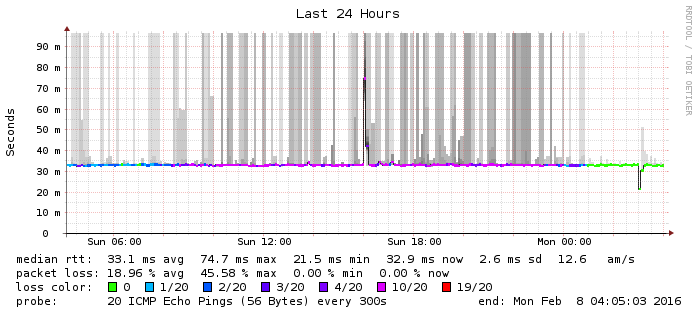 Last 24 Hours
RRDTOOL / TOBI OETIKER
Seconds
90 m
80 m
70 m
60 m
50 m
40 m
30 m
20 m
10 m
0
Sun 06:00 Sun 12:00 Sun 18:00 Mon 00:00
median rtt: 33.1 ms avg 74.7 ms max 21.5 ms min 32.9 ms now 2.6 ms sd 12.6 am/s
packet loss: 18.96 % avg 45.58 % max 0.00 % min 0.00 % now
loss color: 0 1/20 2/20 3/20 4/20 10/20 19/20
probe: 20 ICMP Echo Pings (56 Bytes) every 300s end: Mon Feb 8 04:05:03 2016